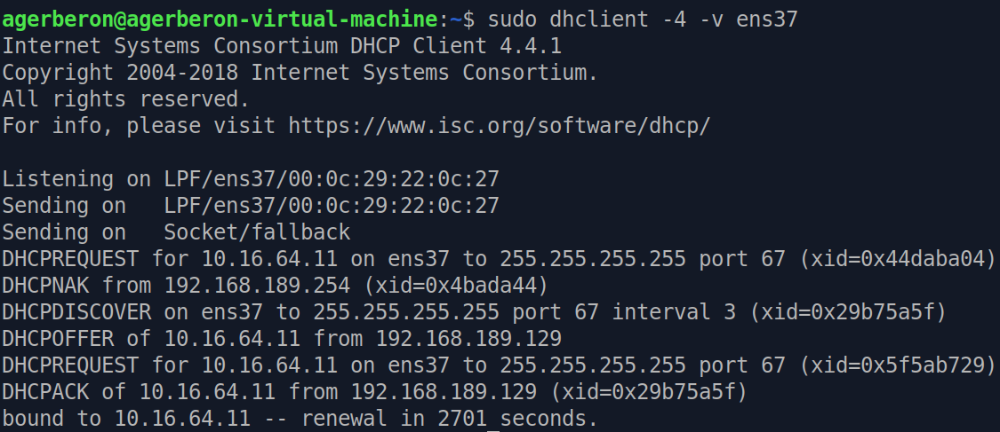 agerberon@agerberon-virtual-machine:~$ sudo dhclient -4 -v ens37
Internet Systems Consortium DHCP Client 4.4.1
Copyright 2004-2018 Internet Systems Consortium.
All rights reserved.
For info, please visit https://www.isc.org/software/dhcp/

Listening on LPF/ens37/00:0c:29:22:0c:27
Sending on   LPF/ens37/00:0c:29:22:0c:27
Sending on   Socket/fallback
DHCPREQUEST for 10.16.64.11 on ens37 to 255.255.255.255 port 67 (xid=0x44daba04)
DHCPNAK from 192.168.189.254 (xid=0x4bada44)
DHCPDISCOVER on ens37 to 255.255.255.255 port 67 interval 3 (xid=0x29b75a5f)
DHCPOFFER of 10.16.64.11 from 192.168.189.129
DHCPREQUEST for 10.16.64.11 on ens37 to 255.255.255.255 port 67 (xid=0x5f5ab729)
DHCPACK of 10.16.64.11 from 192.168.189.129 (xid=0x29b75a5f)
bound to 10.16.64.11 -- renewal in 2701 seconds.